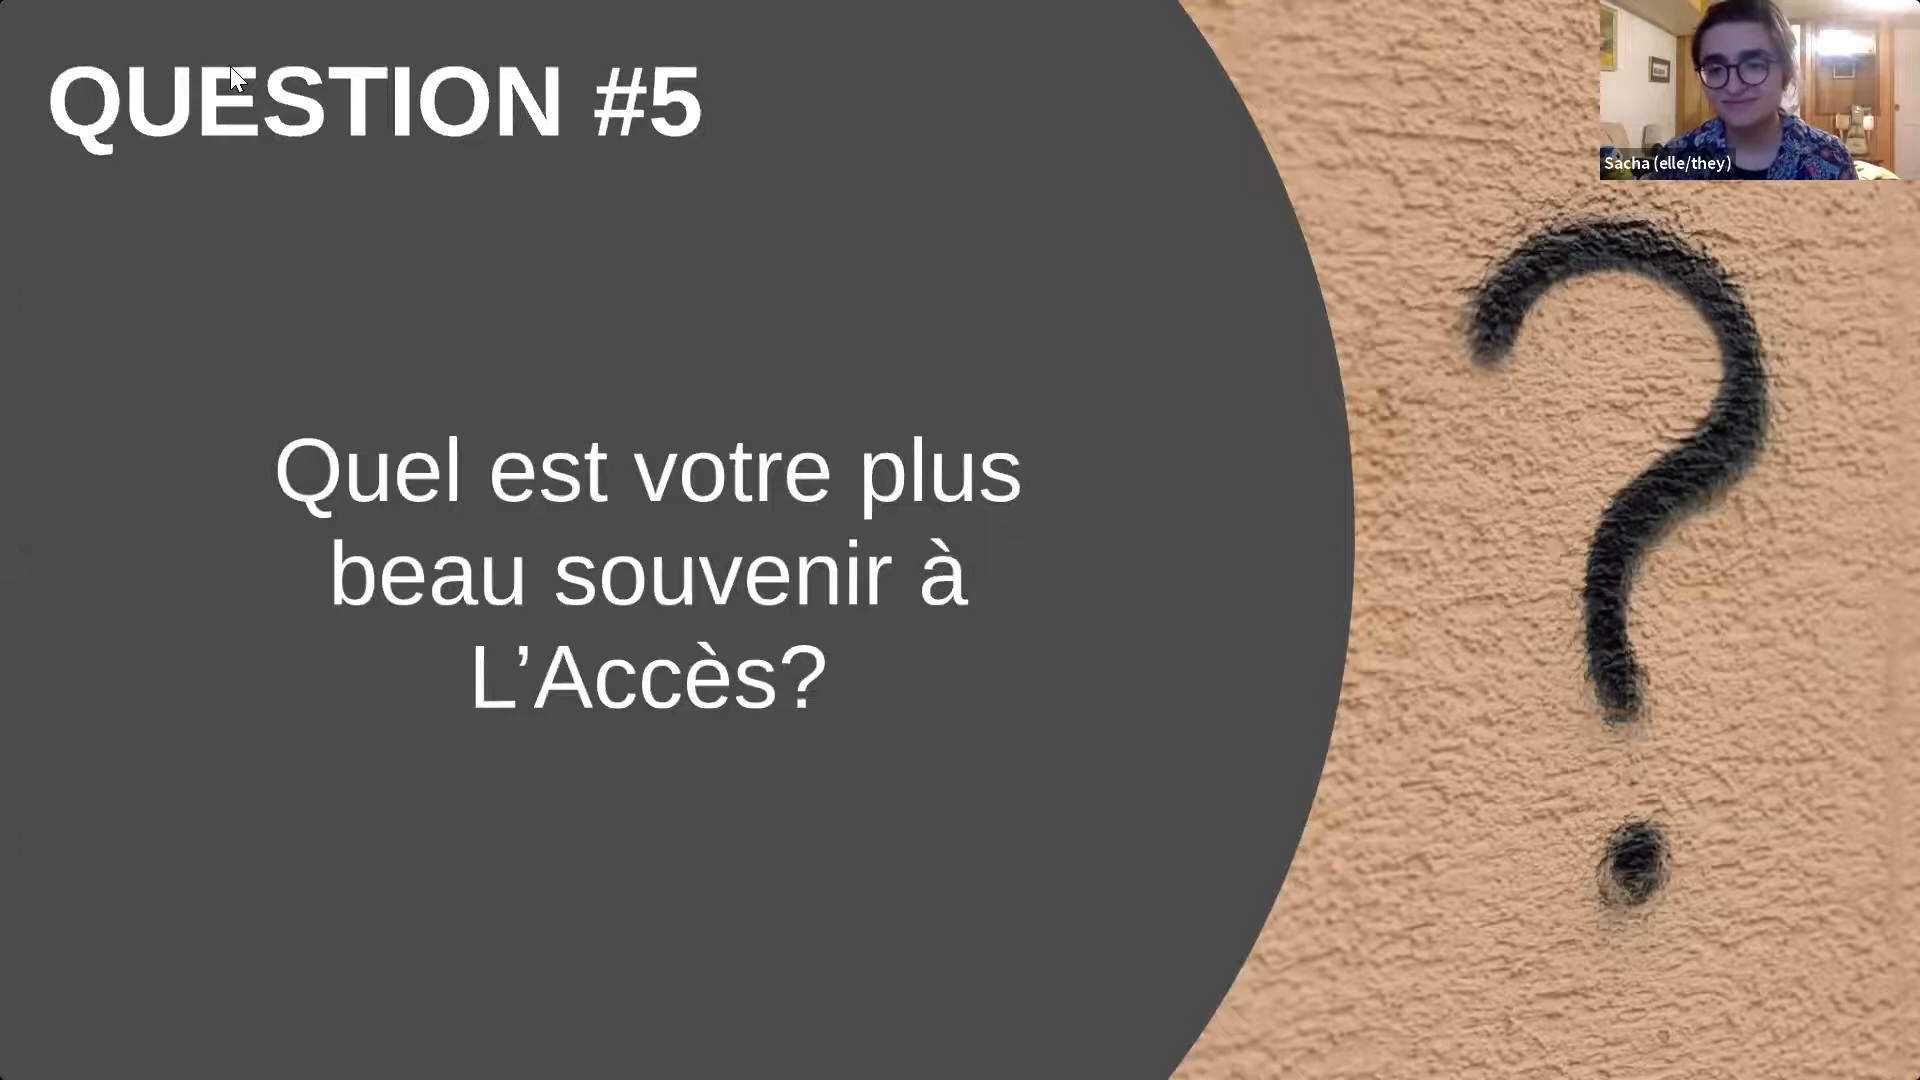 QUESTION #5
Sacha (elle/they)
Quel est votre plus
beau souvenir à
L’Accès?